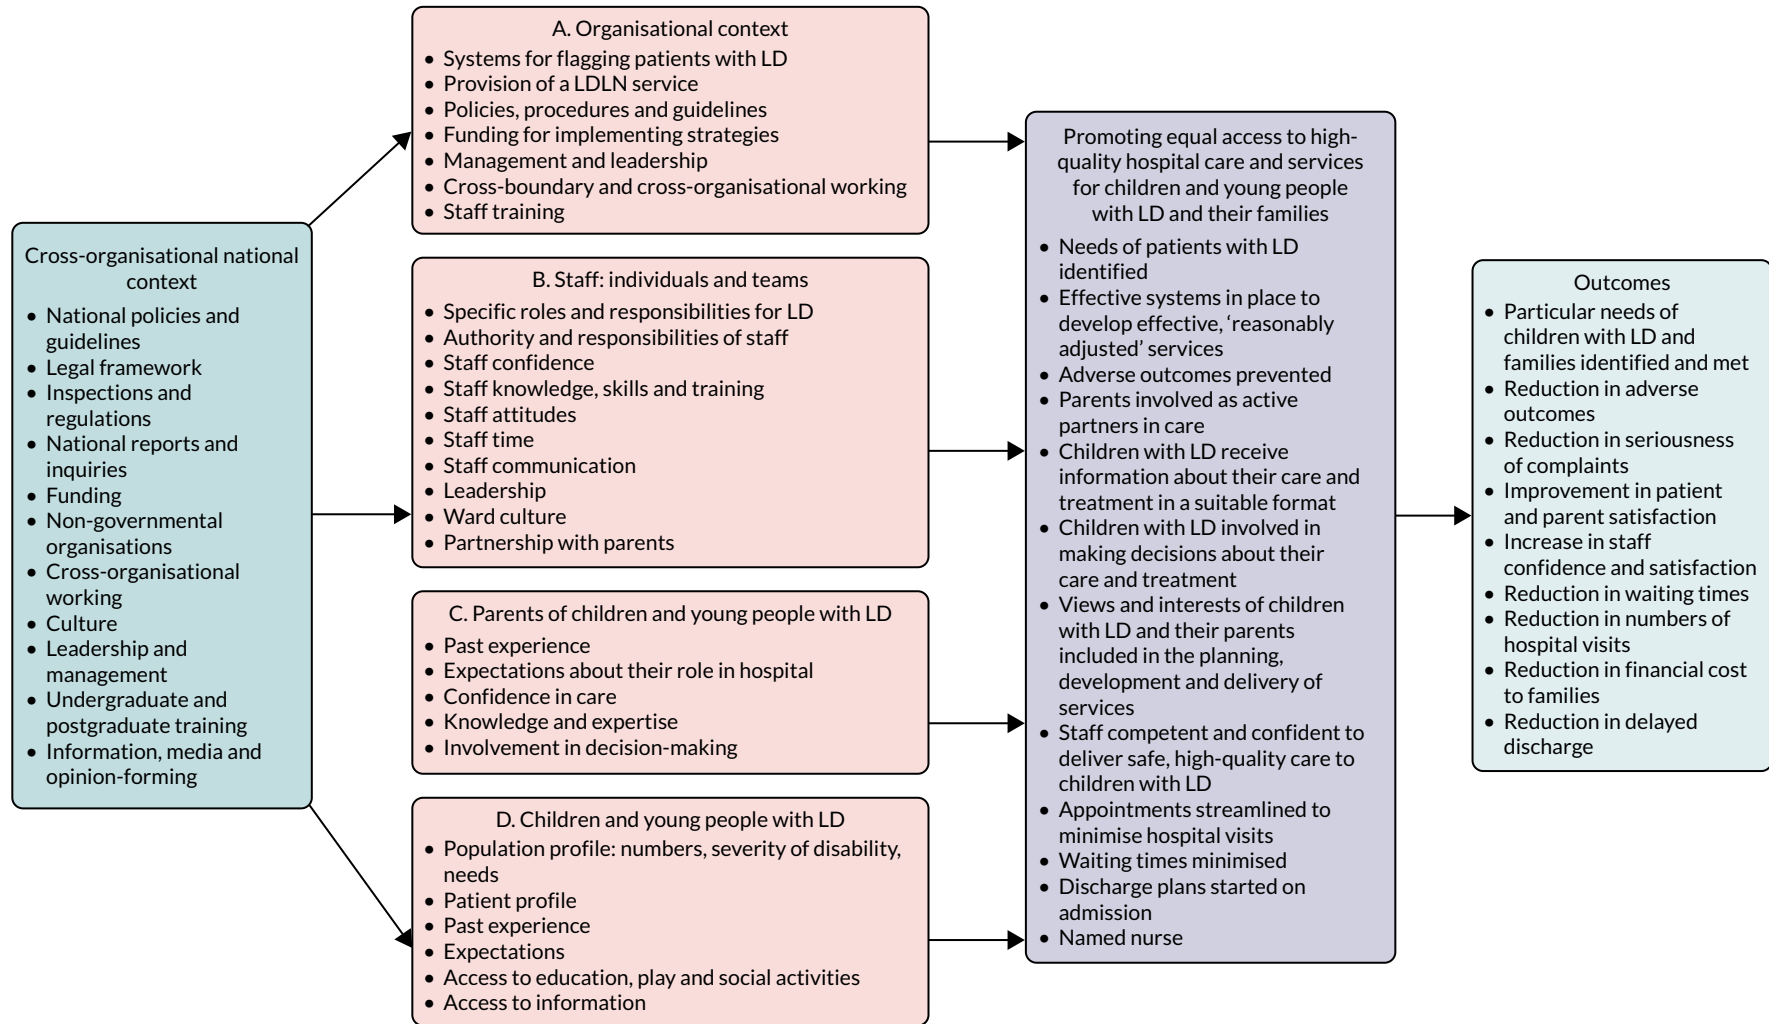 Cross-organisational national
context
• National policies and
guidelines
• Legal framework
• Inspections and
regulations
• National reports and
inquiries
• Funding
• Non-governmental
organisations
• Cross-organisational
working
• Culture
• Leadership and
management
• Undergraduate and
postgraduate training
• Information, media and
opinion-forming
A. Organisational context
• Systems for flagging patients with LD
• Provision of a LDLN service
• Policies, procedures and guidelines
• Funding for implementing strategies
• Management and leadership
• Cross-boundary and cross-organisational working
• Staff training
B. Staff: individuals and teams
• Specific roles and responsibilities for LD
• Authority and responsibilities of staff
• Staff confidence
• Staff knowledge, skills and training
• Staff attitudes
• Staff time
• Staff communication
• Leadership
• Ward culture
• Partnership with parents
C. Parents of children and young people with LD
• Past experience
• Expectations about their role in hospital
• Confidence in care
• Knowledge and expertise
• Involvement in decision-making
D. Children and young people with LD
• Population profile: numbers, severity of disability,
needs
• Patient profile
• Past experience
• Expectations
• Access to education, play and social activities
• Access to information
Promoting equal access to high-
quality hospital care and services
for children and young people
with LD and their families
• Needs of patients with LD
identified
• Effective systems in place to
develop effective, ‘reasonably
adjusted’ services
• Adverse outcomes prevented
• Parents involved as active
partners in care
• Children with LD receive
information about their care and
treatment in a suitable format
• Children with LD involved in
making decisions about their
care and treatment
• Views and interests of children
with LD and their parents
included in the planning,
development and delivery of
services
• Staff competent and confident to
deliver safe, high-quality care to
children with LD
• Appointments streamlined to
minimise hospital visits
• Waiting times minimised
• Discharge plans started on
admission
• Named nurse
Outcomes
• Particular needs of
children with LD and
families identified and met
• Reduction in adverse
outcomes
• Reduction in seriousness
of complaints
• Improvement in patient
and parent satisfaction
• Increase in staff
confidence and satisfaction
• Reduction in waiting times
• Reduction in numbers of
hospital visits
• Reduction in financial cost
to families
• Reduction in delayed
discharge